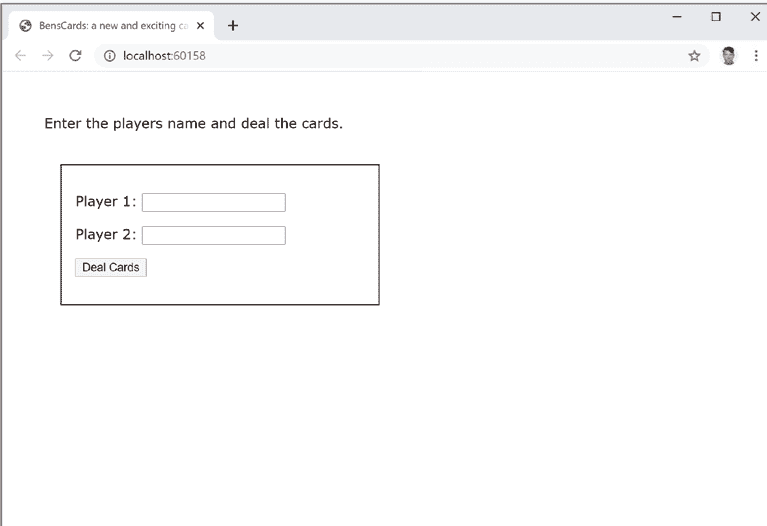 BensCards: a new and exciting ca
localhost:60158
Enter the players name and deal the cards.
Player 1:
Player 2:
Deal Cards